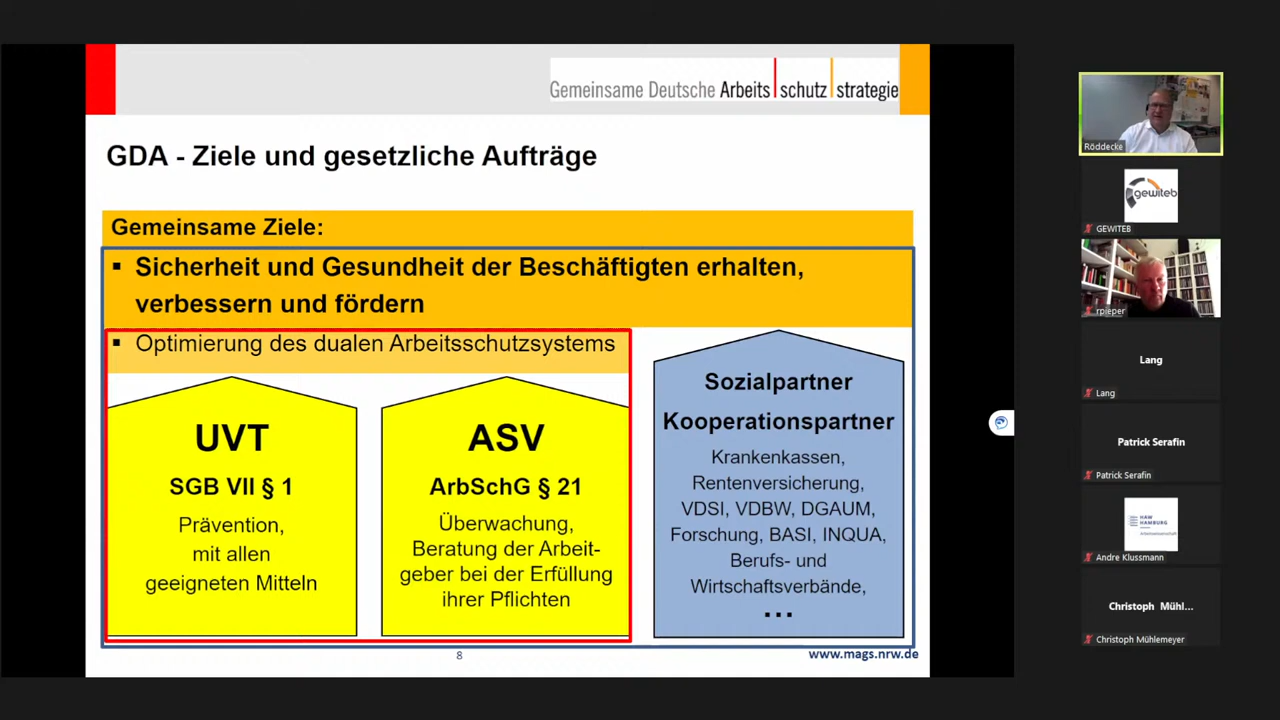 Gemeinsame Deutsche Arbeits schutz strategie
GDA - Ziele und gesetzliche Aufträge
Gemeinsame Ziele:
▪ Sicherheit und Gesundheit der Beschäftigten erhalten,
verbessern und fördern
▪ Optimierung des dualen Arbeitsschutzsystems
UVT
SGB VII § 1
Prävention,
mit allen
geeigneten Mitteln
ASV
ArbSchG § 21
Überwachung,
Beratung der Arbeit-
geber bei der Erfüllung
ihrer Pflichten
Sozialpartner
Kooperationspartner
Krankenkassen,
Rentenversicherung,
VDSI, VDBW, DGAUM,
Forschung, BASI, INQUA,
Berufs- und
Wirtschaftsverbände,
...
8
www.mags.nrw.de
Röddecke
gewiteb
GEWITEB
rpieper
Lang
Lang
Patrick Serafin
Patrick Serafin
HAW
HAMBURG
Andre Klussmann
Christoph Mühl...
Christoph Mühlemeyer